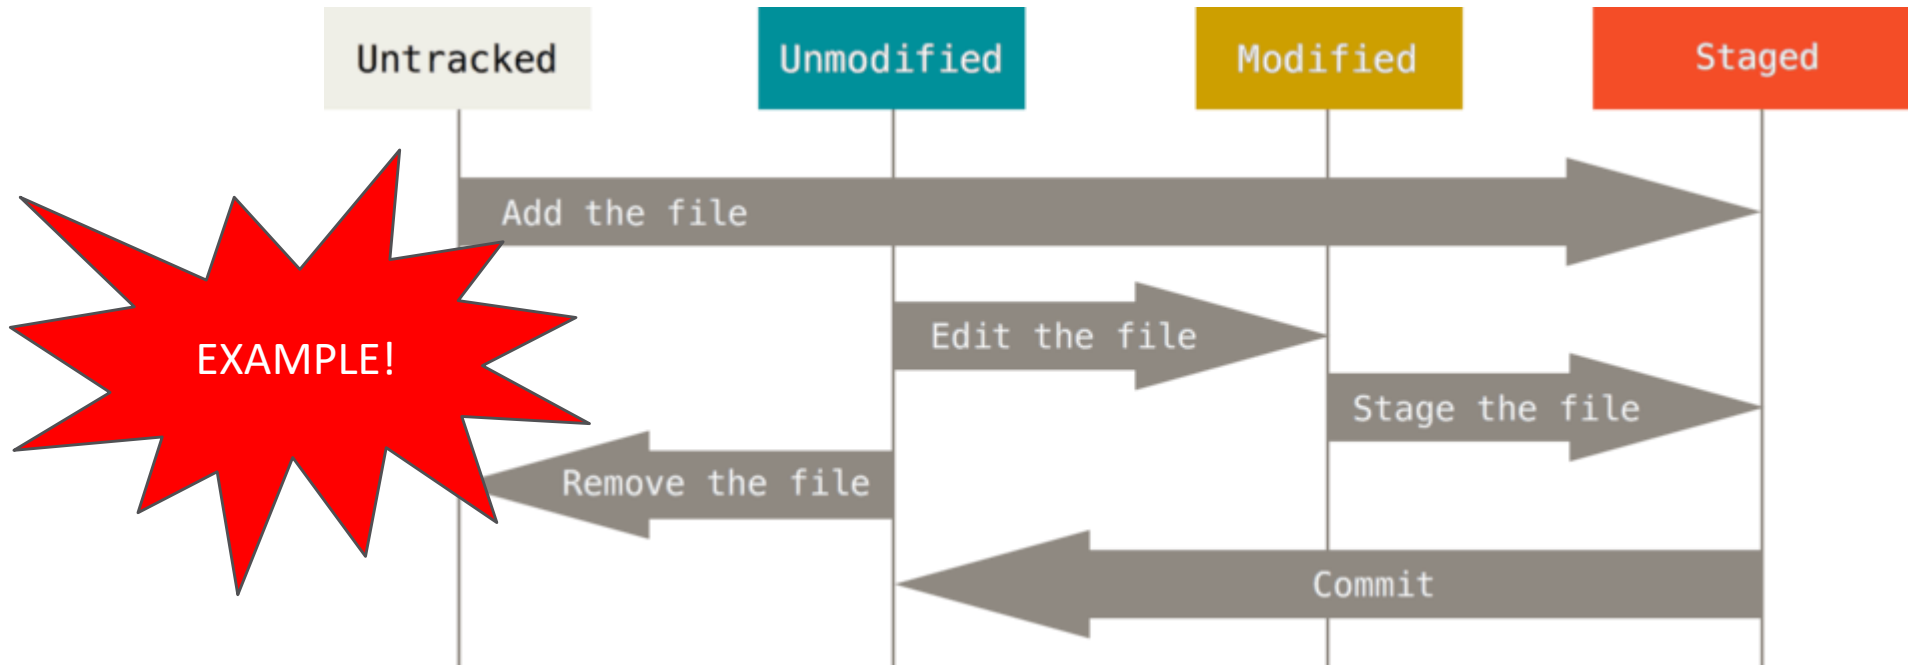 Untracked
Unmodified
Modified
Staged
Add the file
Edit the file
EXAMPLE!
Stage the file
Remove the file
Commit